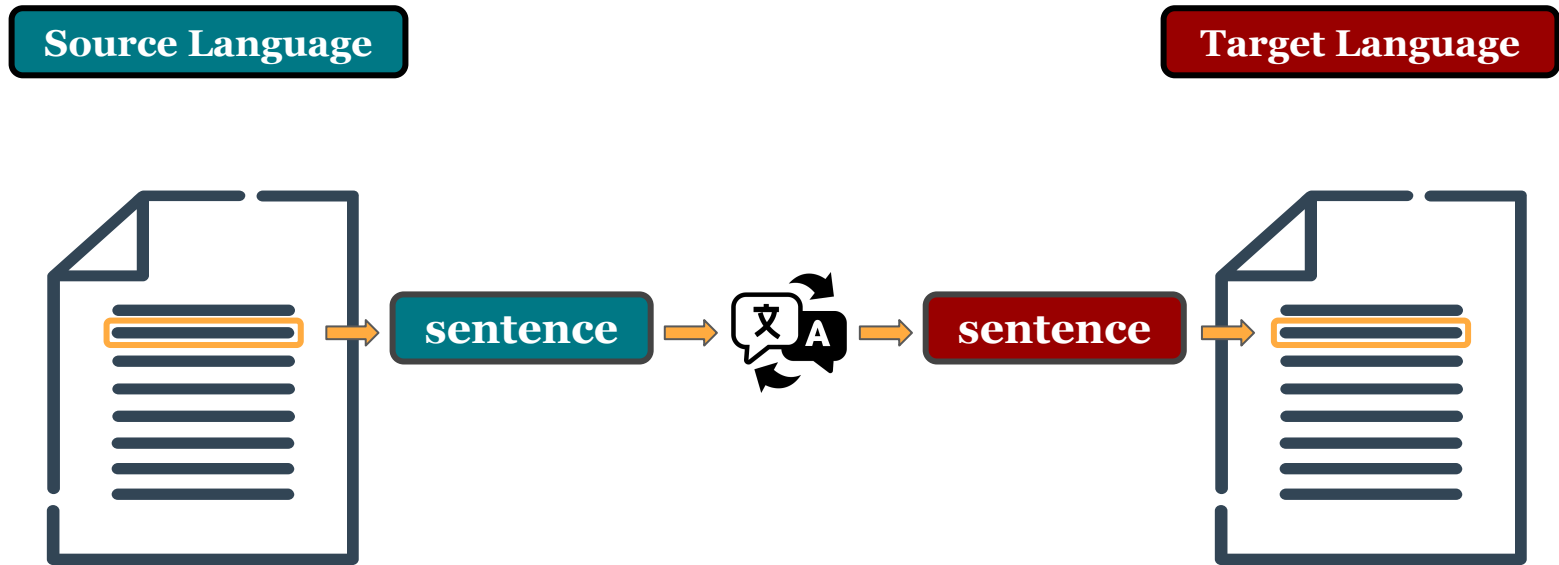 Source Language
Target Language
sentence
文
A
sentence